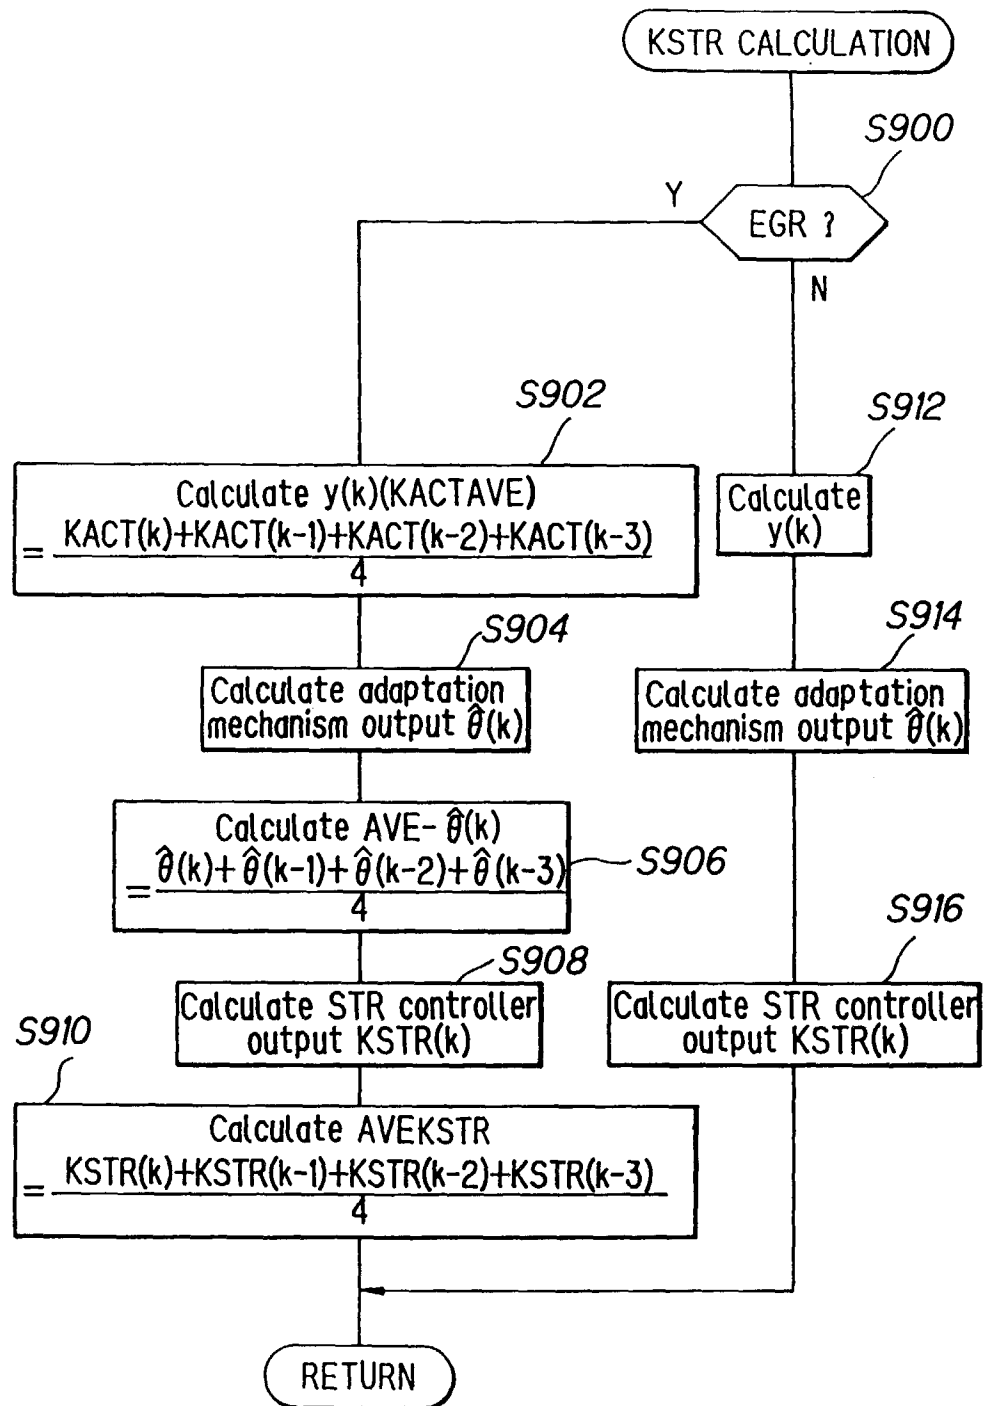 KSTR CALCULATION
S900
EGR ?
Y
N
S902
Calculate y(k)(KACTAVE)
= KACT(k)+KACT(k-1)+KACT(k-2)+KACT(k-3)
4
S912
Calculate
y(k)
S904
Calculate adaptation
mechanism output θ̂(k)
S914
Calculate adaptation
mechanism output θ̂(k)
Calculate AVE- θ̂(k)
= θ̂(k)+θ̂(k-1)+θ̂(k-2)+θ̂(k-3)
4
S906
S908
Calculate STR controller
output KSTR(k)
S916
Calculate STR controller
output KSTR(k)
S910
Calculate AVEKSTR
= KSTR(k)+KSTR(k-1)+KSTR(k-2)+KSTR(k-3)
4
RETURN